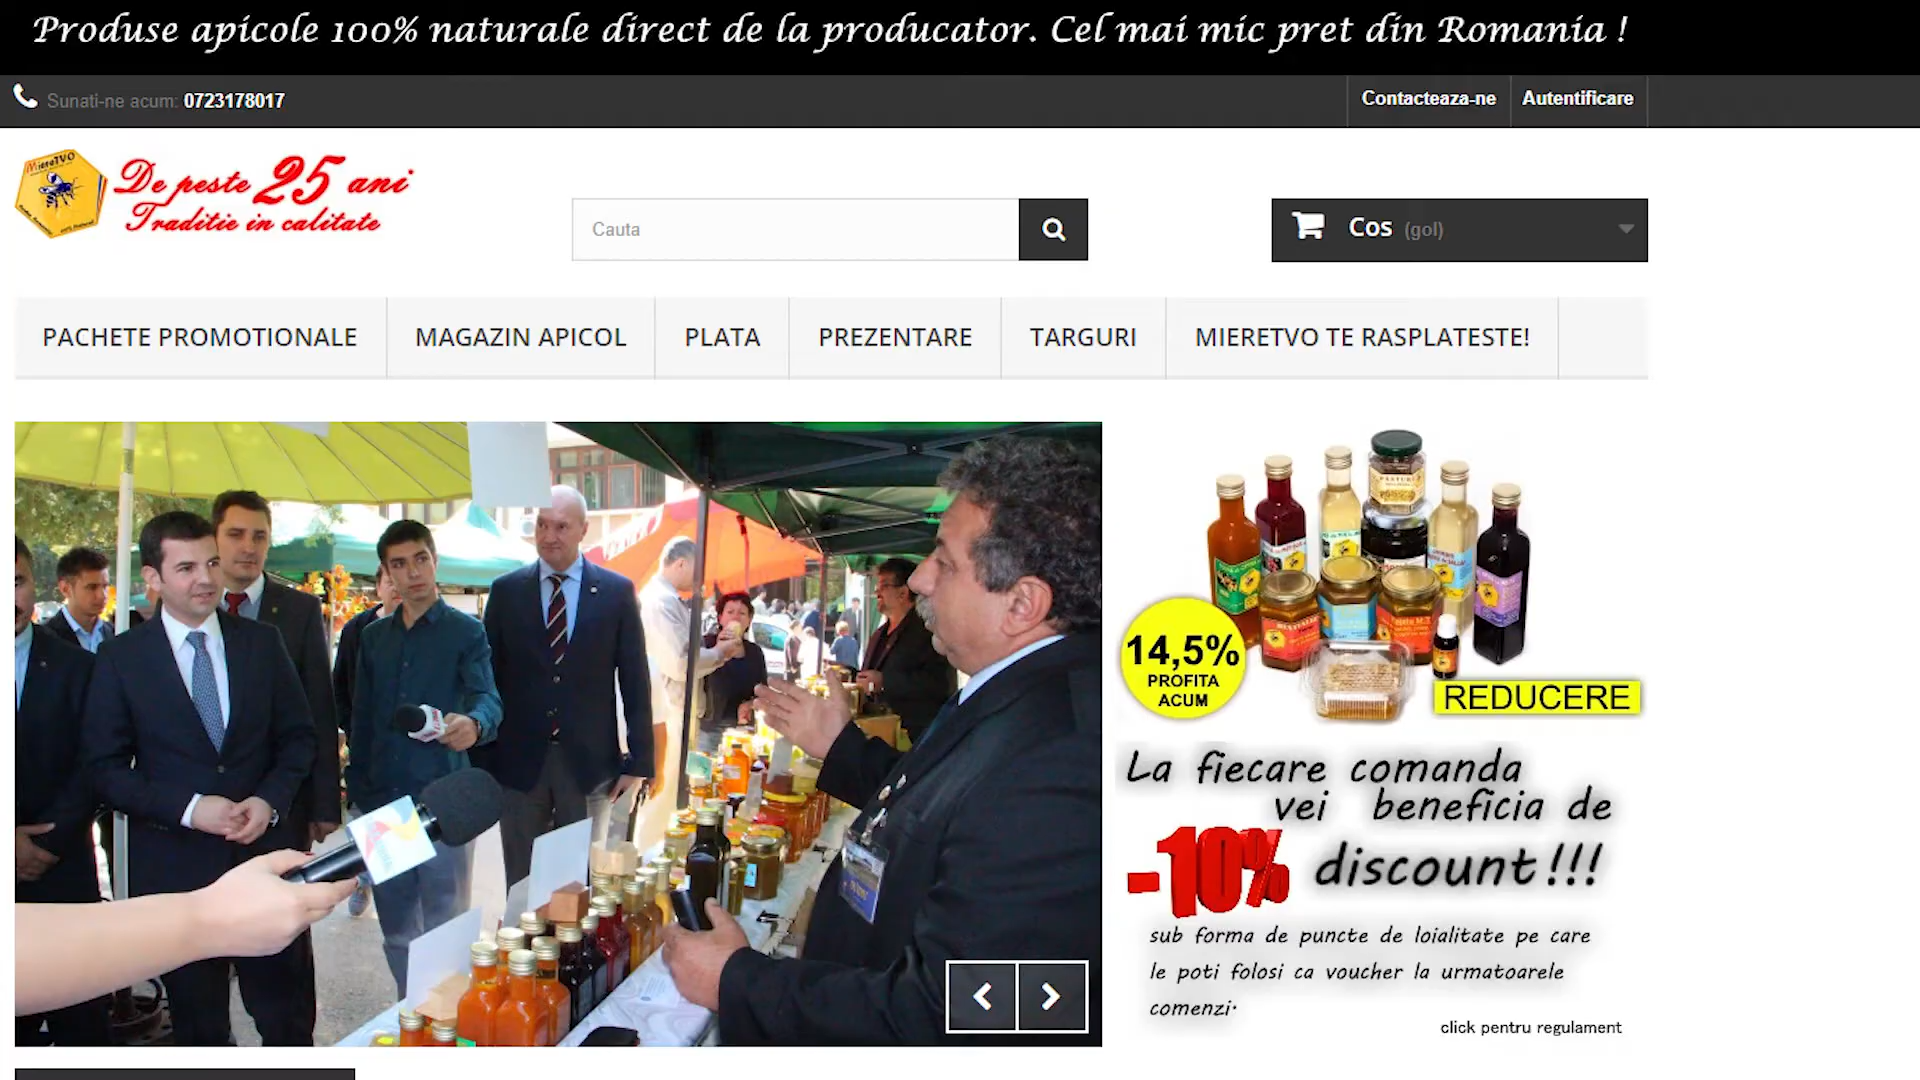 Produse apicole 100% naturale direct de la producator. Cel mai mic pret din Romania !
Sunati-ne acum: 0723178017
Contacteaza-ne
Autentificare
MiereTVO
De peste 25 ani
Traditie in calitate
Cauta
Cos (gol)
PACHETE PROMOTIONALE
MAGAZIN APICOL
PLATA
PREZENTARE
TARGURI
MIERETVO TE RASPLATESTE!
14,5%
PROFITA
ACUM
REDUCERE
La fiecare comanda
vei beneficia de
-10% discount!!!
sub forma de puncte de loialitate pe care
le poti folosi ca voucher la urmatoarele
comenzi.
click pentru regulament